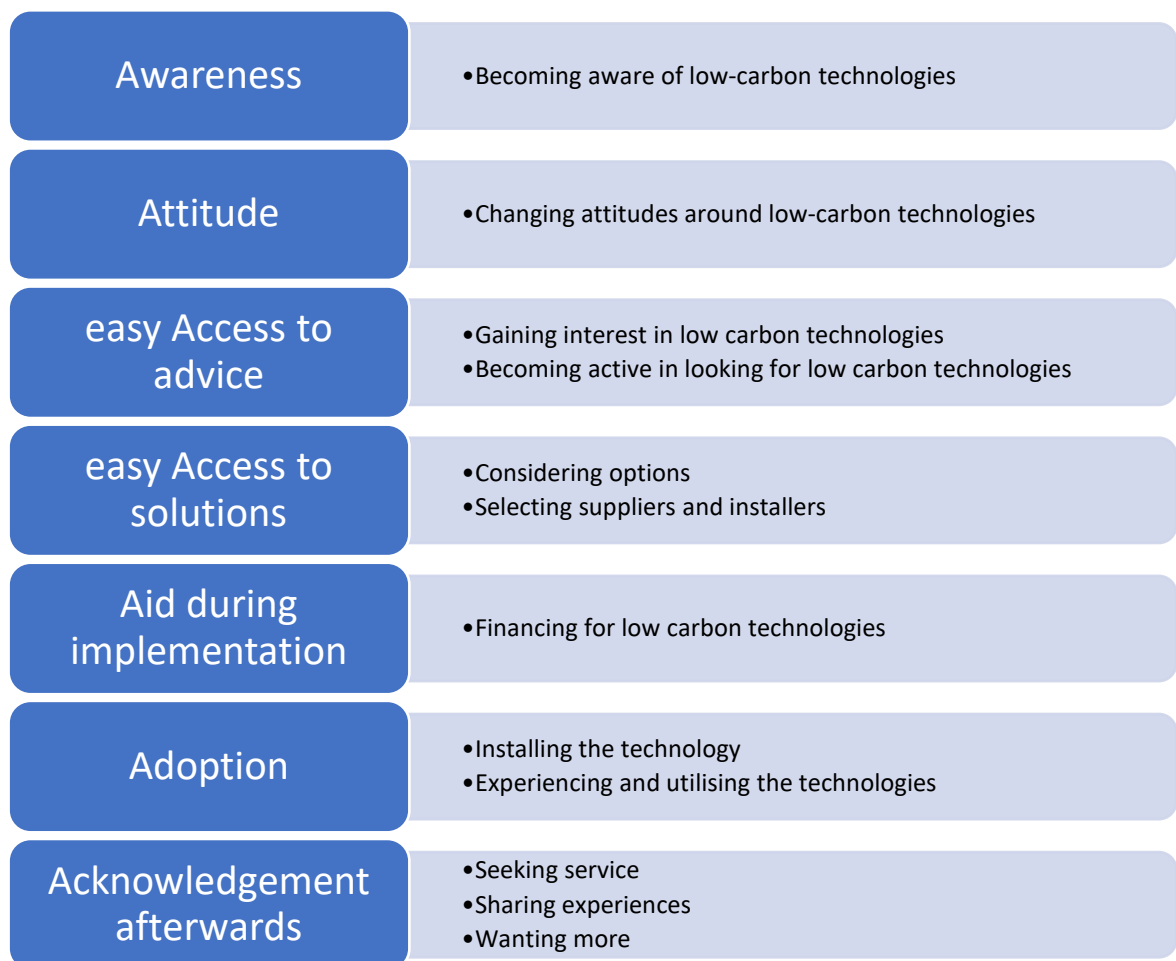 Awareness
•Becoming aware of low-carbon technologies
Attitude
•Changing attitudes around low-carbon technologies
easy Access to
advice
•Gaining interest in low carbon technologies
•Becoming active in looking for low carbon technologies
easy Access to
solutions
•Considering options
•Selecting suppliers and installers
Aid during
implementation
•Financing for low carbon technologies
Adoption
•Installing the technology
•Experiencing and utilising the technologies
Acknowledgement
afterwards
•Seeking service
•Sharing experiences
•Wanting more